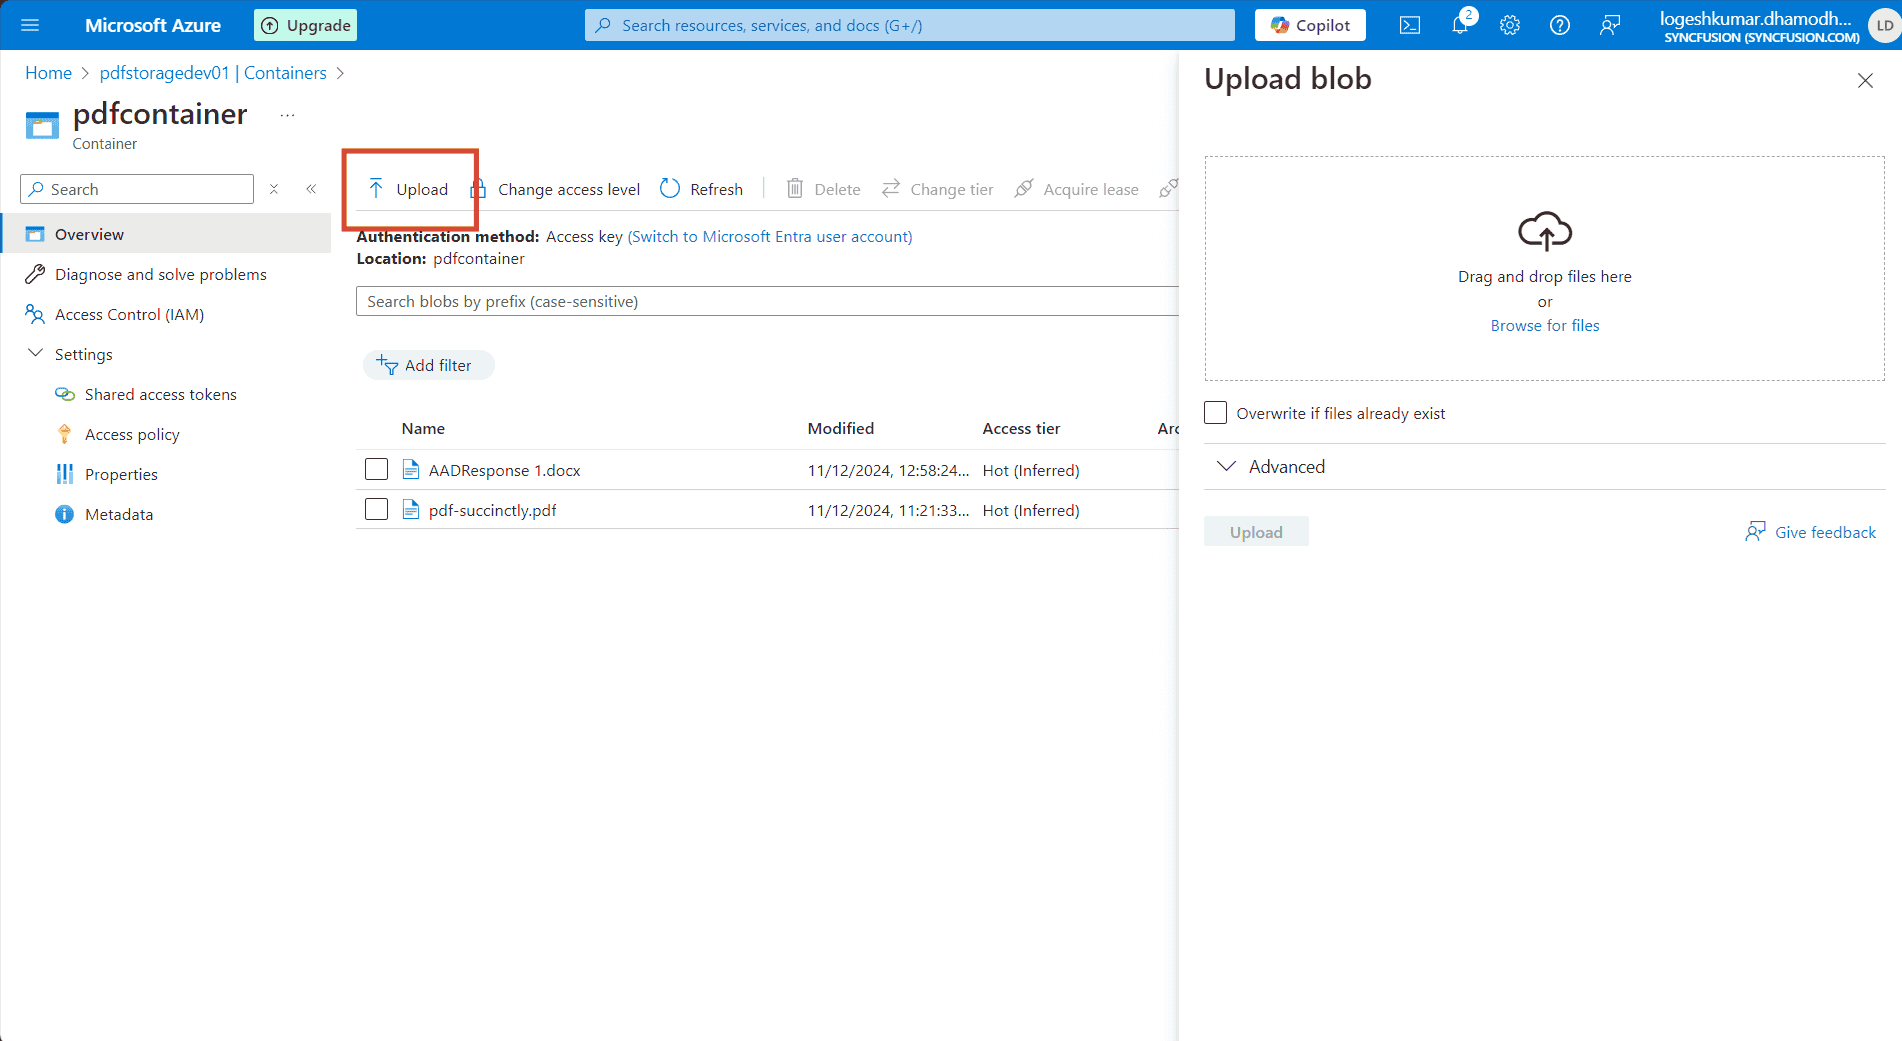 Microsoft Azure
Upgrade
Search resources, services, and docs (G+/)
Copilot
2
logeshkumar.dhamodh...
SYNCFUSION (SYNCFUSION.COM)
LD
Home > pdfstoragedev01 | Containers >
pdfcontainer ...
Container
Search
Overview
Diagnose and solve problems
Access Control (IAM)
Settings
Shared access tokens
Access policy
Properties
Metadata
Upload
Change access level
Refresh
Delete
Change tier
Acquire lease
Authentication method: Access key (Switch to Microsoft Entra user account)
Location: pdfcontainer
Search blobs by prefix (case-sensitive)
Add filter
Name Modified Access tier Arc
AADResponse 1.docx 11/12/2024, 12:58:24... Hot (Inferred)
pdf-succinctly.pdf 11/12/2024, 11:21:33... Hot (Inferred)
Upload blob
Drag and drop files here
or
Browse for files
Overwrite if files already exist
Advanced
Upload
Give feedback